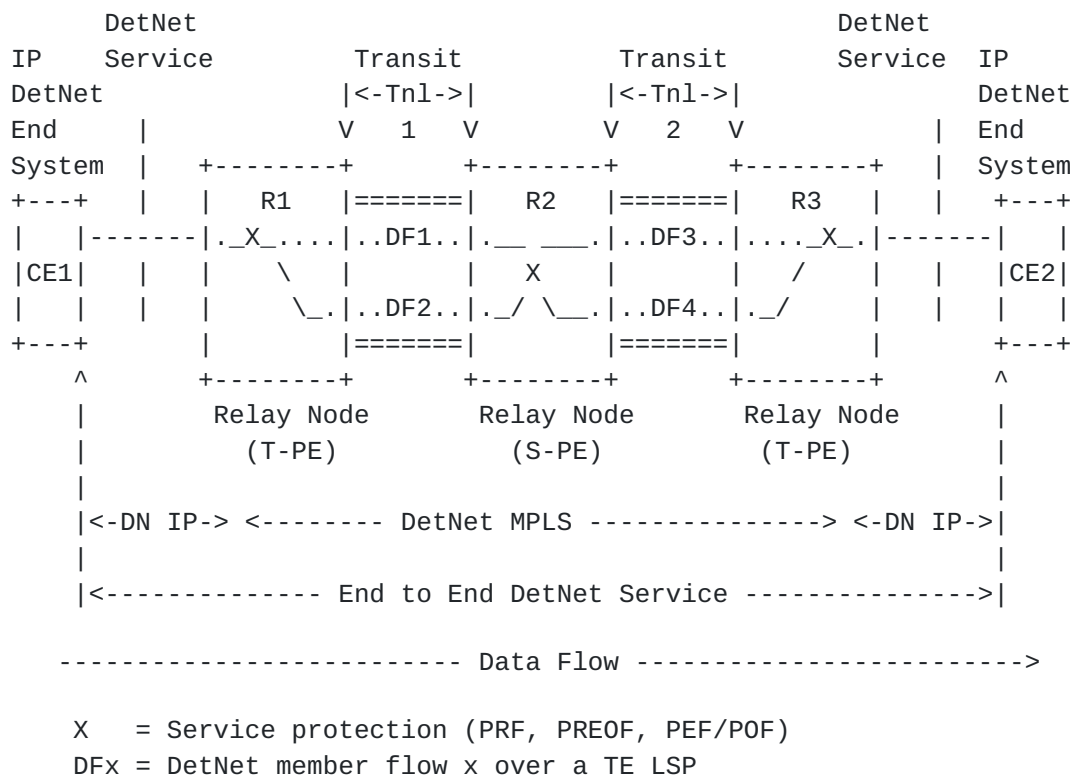 DetNet                                         DetNet
IP    Service         Transit          Transit       Service  IP
DetNet               |<-Tnl->|        |<-Tnl->|               DetNet
End     |            V   1   V        V   2   V            |  End
System  |   +--------+       +--------+       +--------+   |  System
+---+   |   |   R1   |=======|   R2   |=======|   R3   |   |   +---+
|   |-------|._X_....|..DF1..|.__ ___.|..DF3..|...._X_.|-------|   |
|CE1|   |   |    \   |       |   X    |       |   /    |   |   |CE2|
|   |   |   |     \_.|..DF2..|._/ \__.|..DF4..|._/     |   |   |   |
+---+       |        |=======|        |=======|        |       +---+
    ^       +--------+       +--------+       +--------+       ^
    |        Relay Node       Relay Node       Relay Node      |
    |          (T-PE)           (S-PE)          (T-PE)         |
    |                                                          |
    |<-DN IP-> <-------- DetNet MPLS ---------------> <-DN IP->|
    |                                                          |
    |<-------------- End to End DetNet Service --------------->|
   -------------------------- Data Flow ------------------------->
    X   = Service protection (PRF, PREOF, PEF/POF)
    DFx = DetNet member flow x over a TE LSP